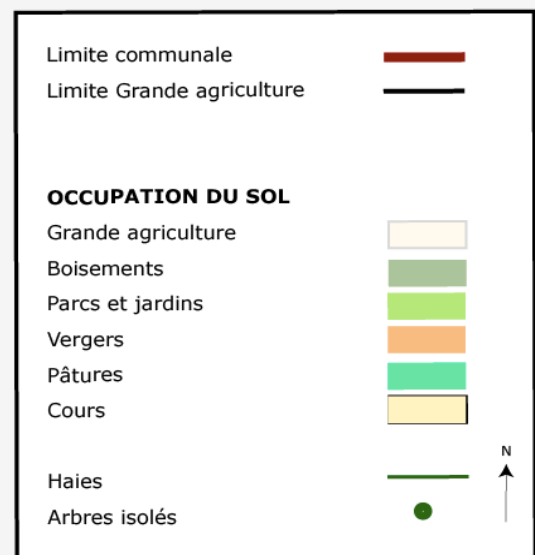 Limite communale
Limite Grande agriculture
OCCUPATION DU SOL
Grande agriculture
Boisements
Parcs et jardins
Vergers
Pâtures
Cours
N
Haies
Arbres isolés